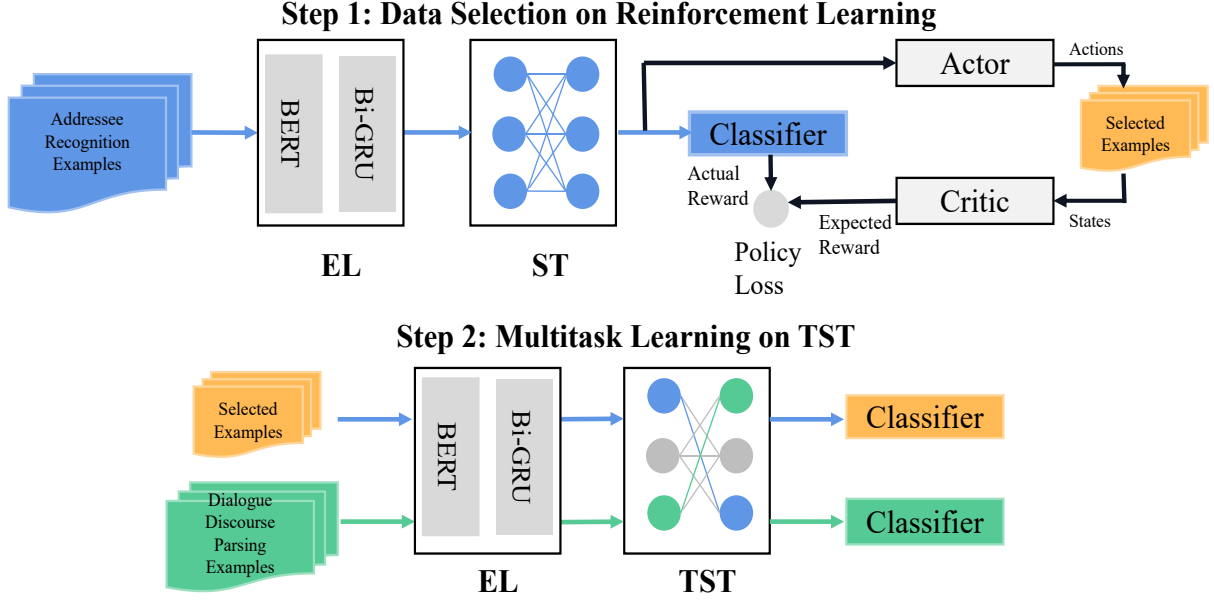 Step 1: Data Selection on Reinforcement Learning
Addressee
Recognition
Examples
BERT
Bi-GRU
EL
ST
Classifier
Actual
Reward
Policy
Loss
Expected
Reward
Actor
Actions
Selected
Examples
Critic
States
Step 2: Multitask Learning on TST
Selected
Examples
Dialogue
Discourse
Parsing
Examples
BERT
Bi-GRU
EL
TST
Classifier
Classifier